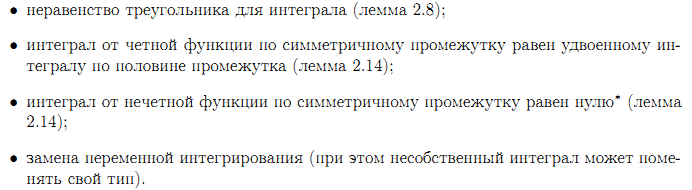 • неравенство треугольника для интеграла (лемма 2.8);
• интеграл от четной функции по симметричному промежутку равен удвоенному ин-
тегралу по половине промежутка (лемма 2.14);
• интеграл от нечетной функции по симметричному промежутку равен нулю* (лемма
2.14);
• замена переменной интегрирования (при этом несобственный интеграл может поме-
нять свой тип).